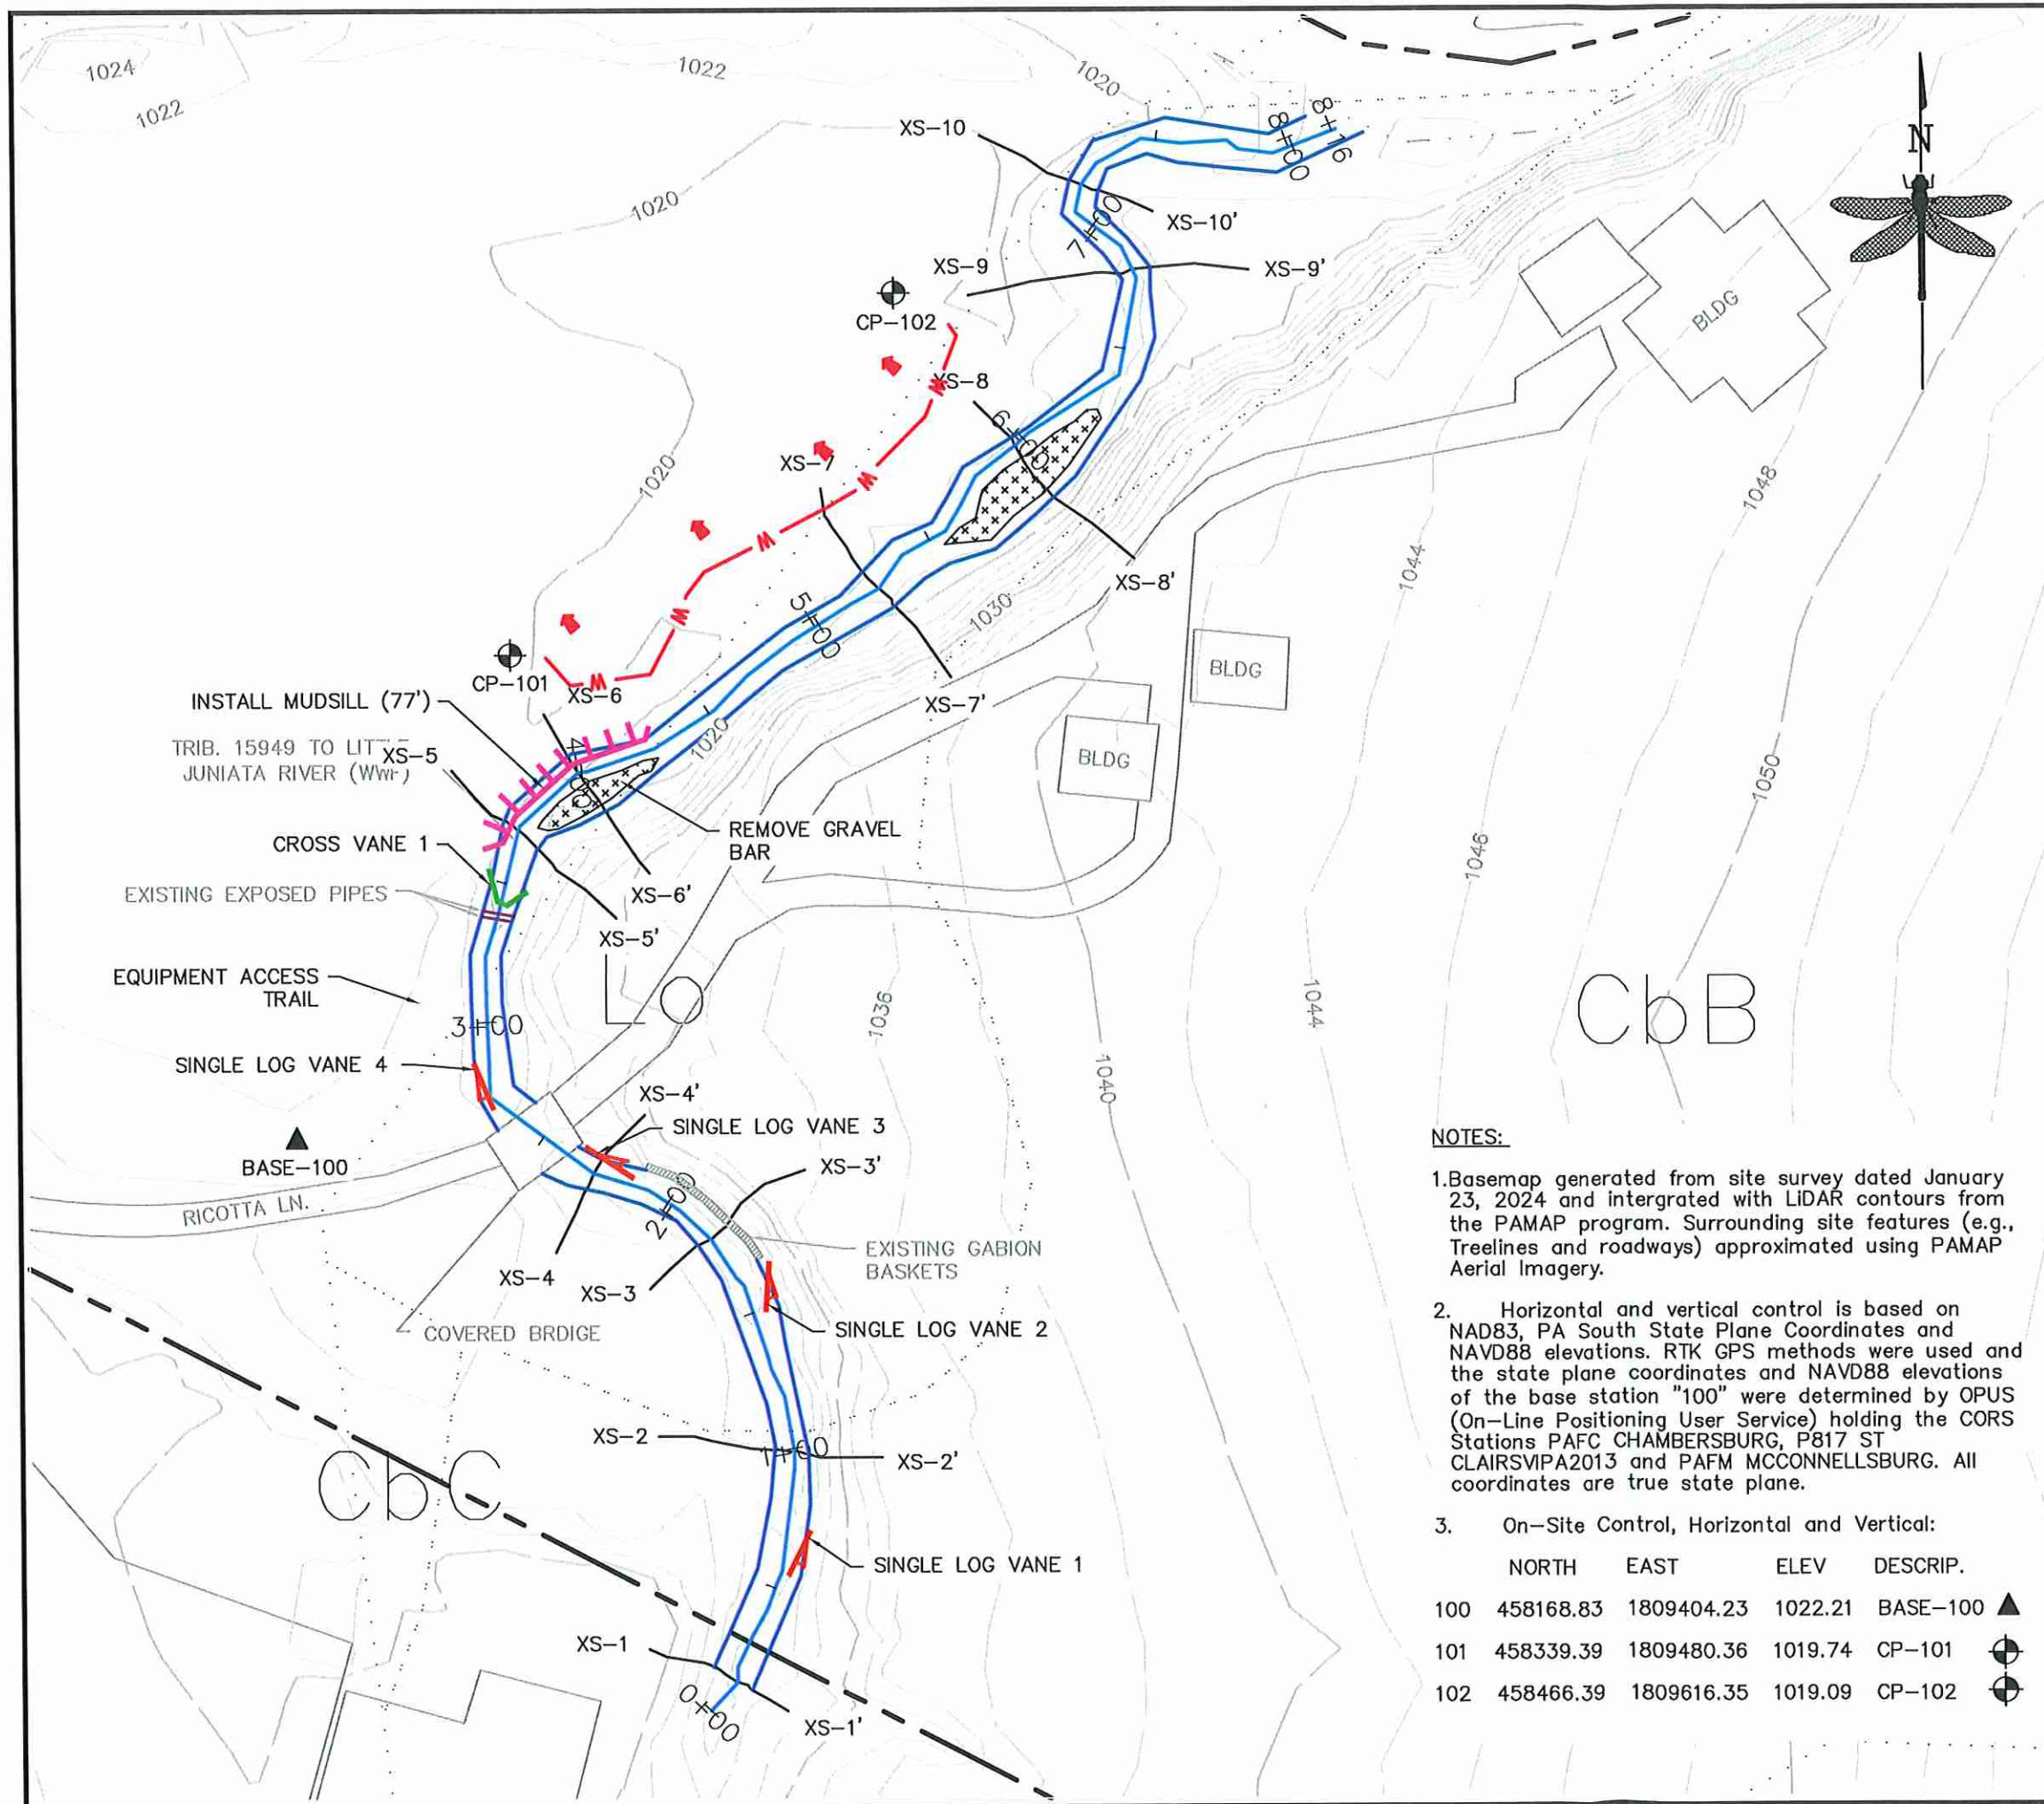 1024
1022
1022
1020
XS-10
8+00
8+16
N
1020
XS-10'
7+00
XS-9
XS-9'
CP-102
BLDG
XS-8
W
6+00
XS-7
W
1020
1048
W
XS-8'
1044
1030
5+00
W
CP-101
W
XS-6
BLDG
XS-7'
INSTALL MUDSILL (77')
TRIB. 15949 TO
JUNIATA RIVER
XS-5
4+00
1020
BLDG
1050
REMOVE GRAVEL
BAR
CROSS VANE 1
1046
EXISTING EXPOSED PIPES
XS-6'
XS-5'
EQUIPMENT ACCESS
TRAIL
LO
1036
1044
CbB
3+00
SINGLE LOG VANE 4
1040
XS-4'
SINGLE LOG VANE 3
BASE-100
XS-3'
RICOTTA LN.
2+00
EXISTING GABION
BASKETS
XS-4
XS-3
COVERED BRDIGE
SINGLE LOG VANE 2
XS-2
1+00
XS-2'
CbC
SINGLE LOG VANE 1
XS-1
0+00
XS-1'
NOTES:
1.Basemap generated from site survey dated January
23, 2024 and intergrated with LiDAR contours from
the PAMAP program. Surrounding site features (e.g.,
Treelines and roadways) approximated using PAMAP
Aerial Imagery.
2. Horizontal and vertical control is based on
NAD83, PA South State Plane Coordinates and
NAVD88 elevations. RTK GPS methods were used and
the state plane coordinates and NAVD88 elevations
of the base station "100" were determined by OPUS
(On-Line Positioning User Service) holding the CORS
Stations PAFC CHAMBERSBURG, P817 ST
CLAIRSVIPA2013 and PAFM MCCONNELLSBURG. All
coordinates are true state plane.
3. On-Site Control, Horizontal and Vertical:
NORTH EAST ELEV DESCRIP.
100 458168.83 1809404.23 1022.21 BASE-100
101 458339.39 1809480.36 1019.74 CP-101
102 458466.39 1809616.35 1019.09 CP-102